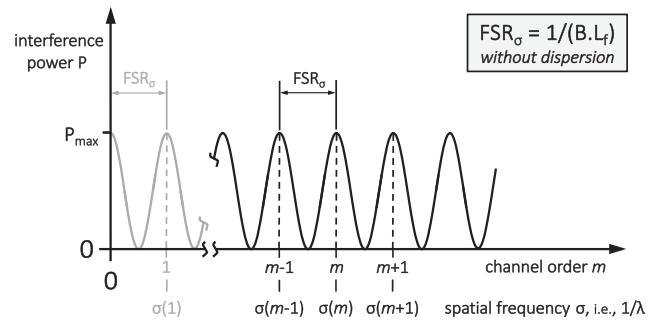 interference
power P
FSRσ = 1/(B.Lf)
without dispersion
FSRσ
FSRσ
Pmax
0
0
1
m-1
m
m+1
channel order m
σ(1)
σ(m-1)
σ(m)
σ(m+1)
spatial frequency σ, i.e., 1/λ